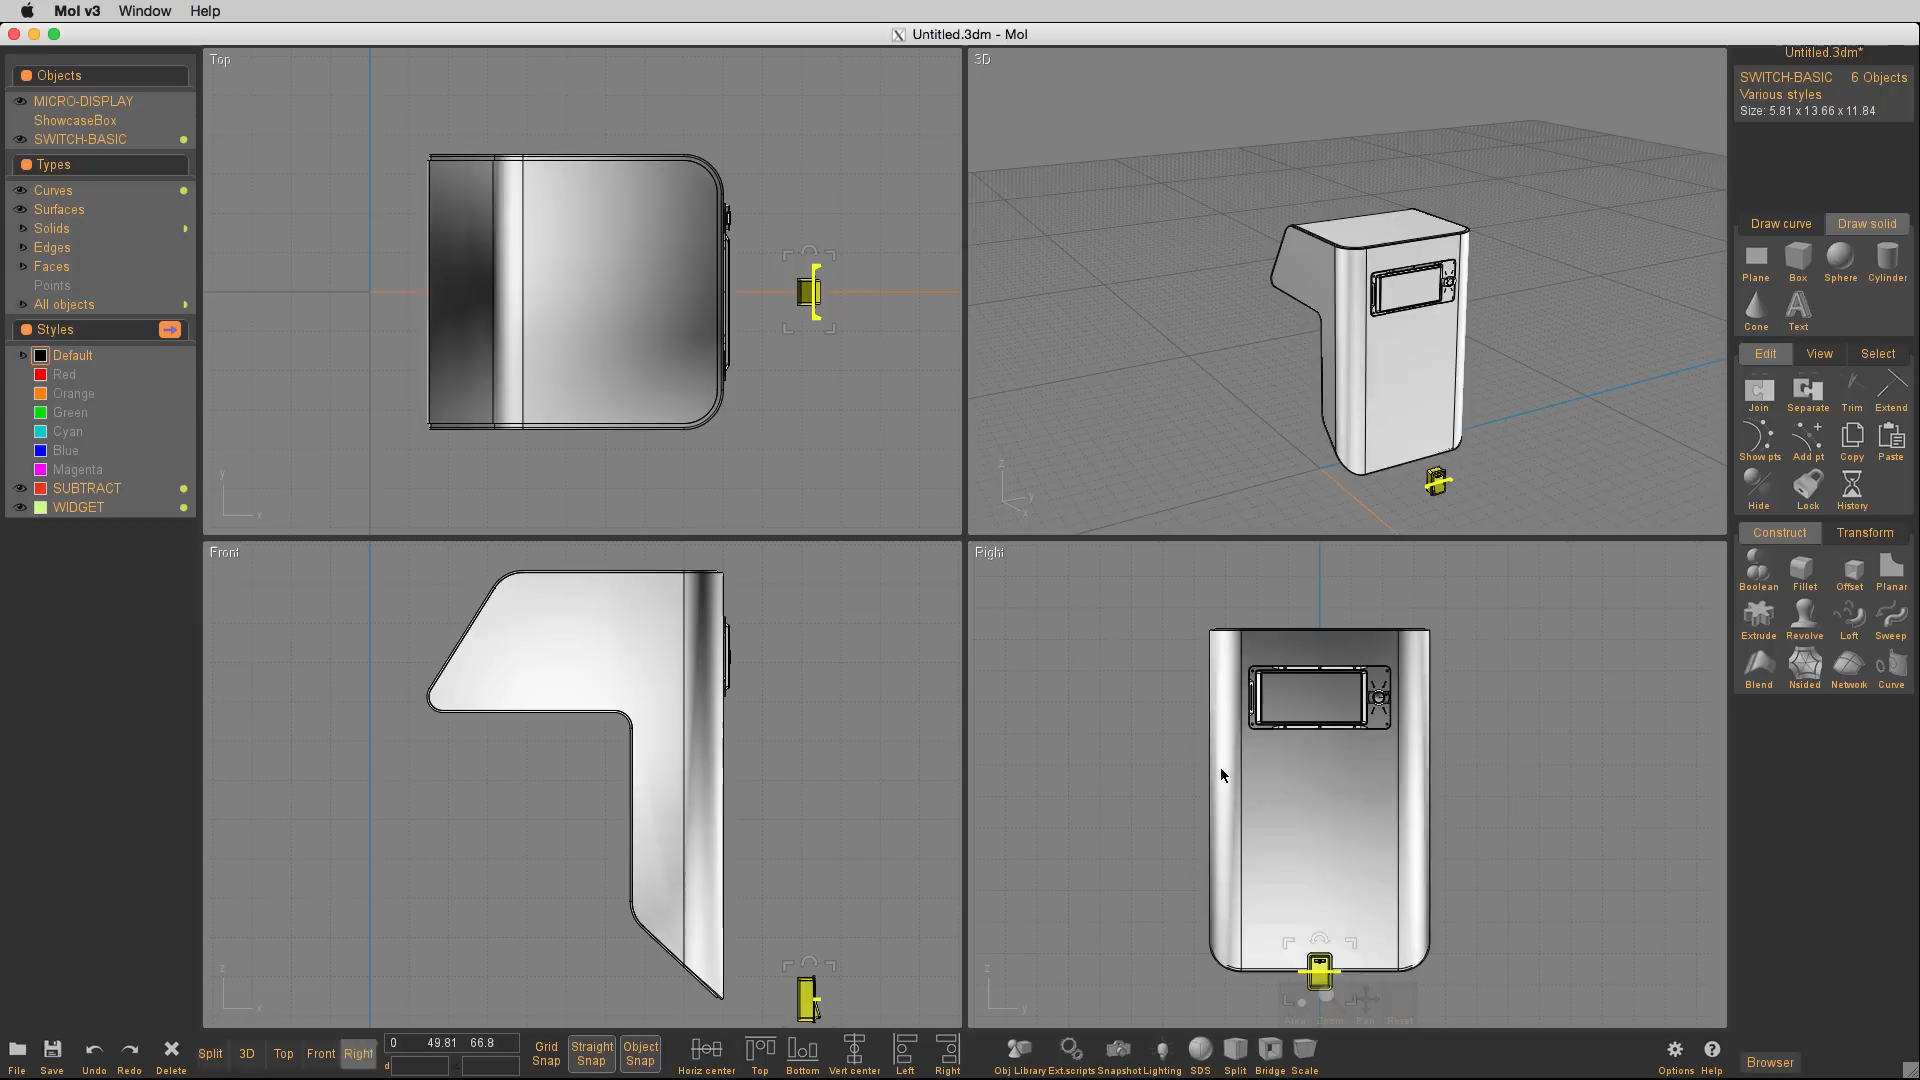 MoI v3 Window Help
Untitled.3dm - MoI
Objects
MICRO-DISPLAY
ShowcaseBox
SWITCH-BASIC
Types
Curves
Surfaces
Solids
Edges
Faces
Points
All objects
Styles
Default
Red
Orange
Green
Cyan
Blue
Magenta
SUBTRACT
WIDGET
Top
y
x
3D
z
y
x
Front
z
x
Right
z
y
Area Zoom Pan Reset
Untitled.3dm*
SWITCH-BASIC 6 Objects
Various styles
Size: 5.81 x 13.66 x 11.84
Draw curve Draw solid
Plane Box Sphere Cylinder
Cone Text
Edit View Select
Join Separate Trim Extend
Show pts Add pt Copy Paste
Hide Lock History
Construct Transform
Boolean Fillet Offset Planar
Extrude Revolve Loft Sweep
Blend Nsided Network Curve
File Save Undo Redo Delete
Split 3D Top Front Right
0 49.81 66.8
d
Grid Snap
Straight Snap
Object Snap
Horiz center Top Bottom Vert center Left Right
Obj Library Ext.scripts Snapshot Lighting SDS Split Bridge Scale
Options Help
Browser